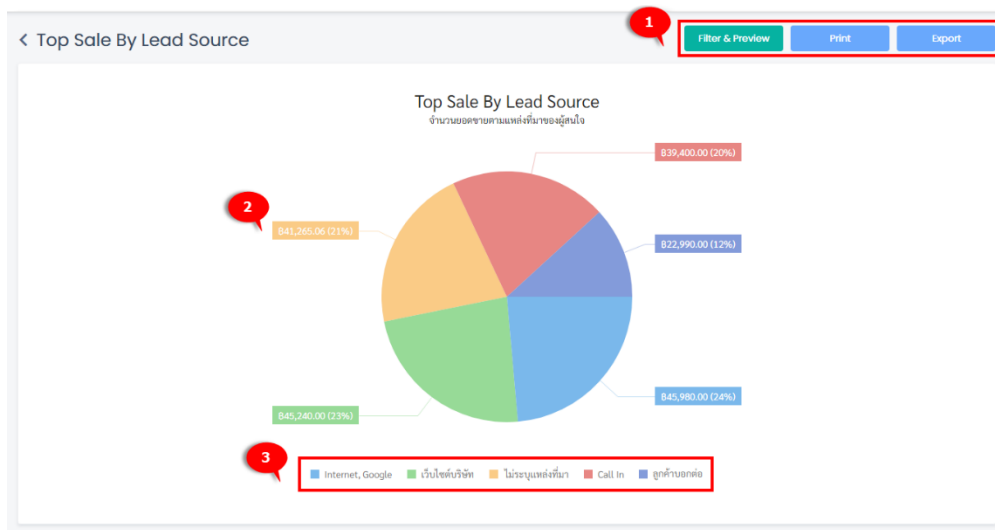 1
Top Sale By Lead Source
Filter & Preview
Print
Export
Top Sale By Lead Source
จำนวนยอดขายตามแหล่งที่มาของผู้สนใจ
฿39,400.00 (20%)
2
฿41,265.06 (21%)
฿22,990.00 (12%)
฿45,980.00 (24%)
฿45,240.00 (23%)
3
Internet, Google เว็บไซต์บริษัท ไม่ระบุแหล่งที่มา Call In ลูกค้าบอกต่อ